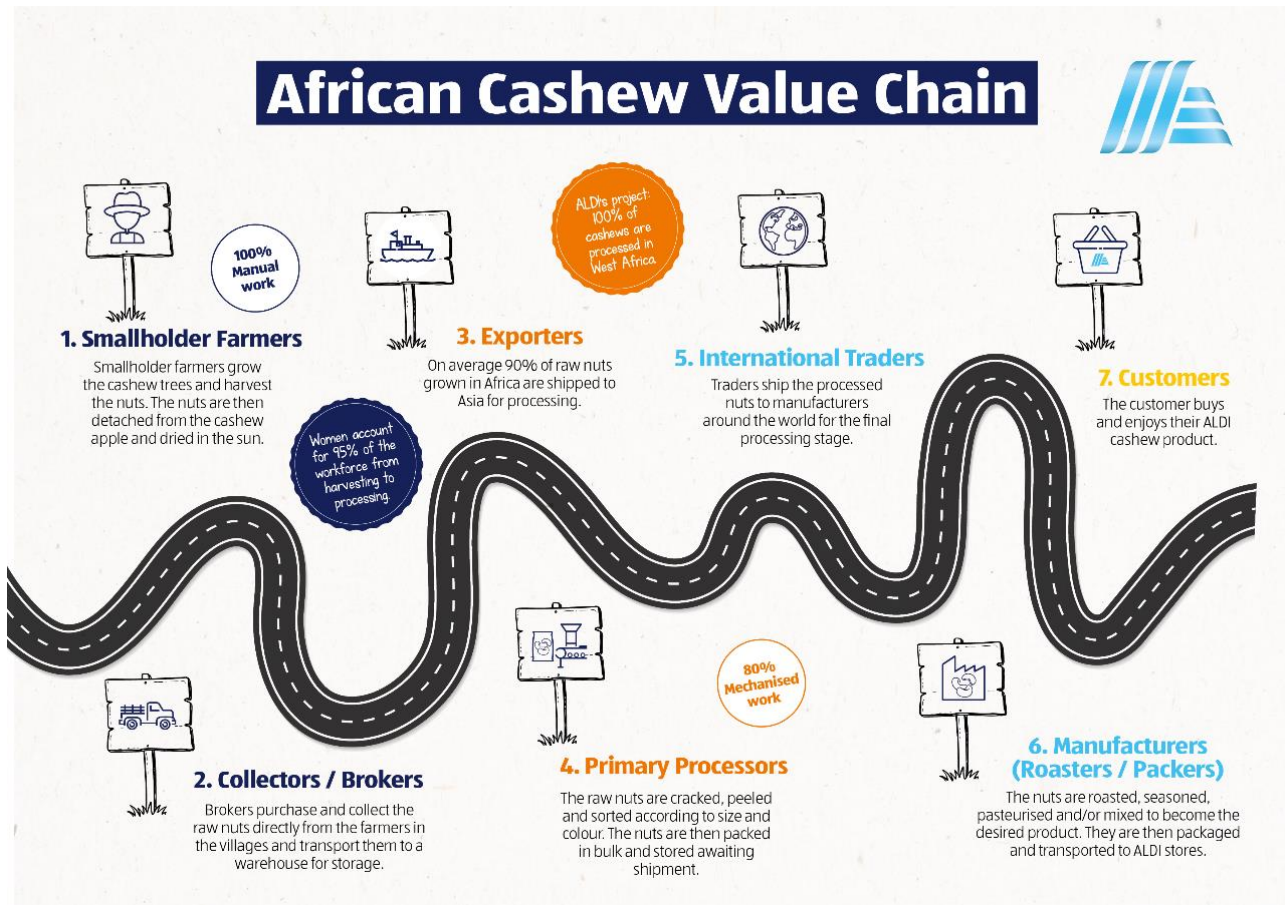 African Cashew Value Chain
100%
Manual
work
1. Smallholder Farmers
Smallholder farmers grow
the cashew trees and harvest
the nuts. The nuts are then
detached from the cashew
apple and dried in the sun.
Women account
for 95% of the
workforce from
harvesting to
processing.
2. Collectors / Brokers
Brokers purchase and collect the
raw nuts directly from the farmers in
the villages and transport them to a
warehouse for storage.
3. Exporters
On average 90% of raw nuts
grown in Africa are shipped to
Asia for processing.
ALDI's project:
100% of
cashews are
processed in
West Africa
4. Primary Processors
The raw nuts are cracked, peeled
and sorted according to size and
colour. The nuts are then packed
in bulk and stored awaiting
shipment.
80%
Mechanised
work
5. International Traders
Traders ship the processed
nuts to manufacturers
around the world for the final
processing stage.
6. Manufacturers
(Roasters / Packers)
The nuts are roasted, seasoned,
pasteurised and/or mixed to become the
desired product. They are then packaged
and transported to ALDI stores.
7. Customers
The customer buys
and enjoys their ALDI
cashew product.